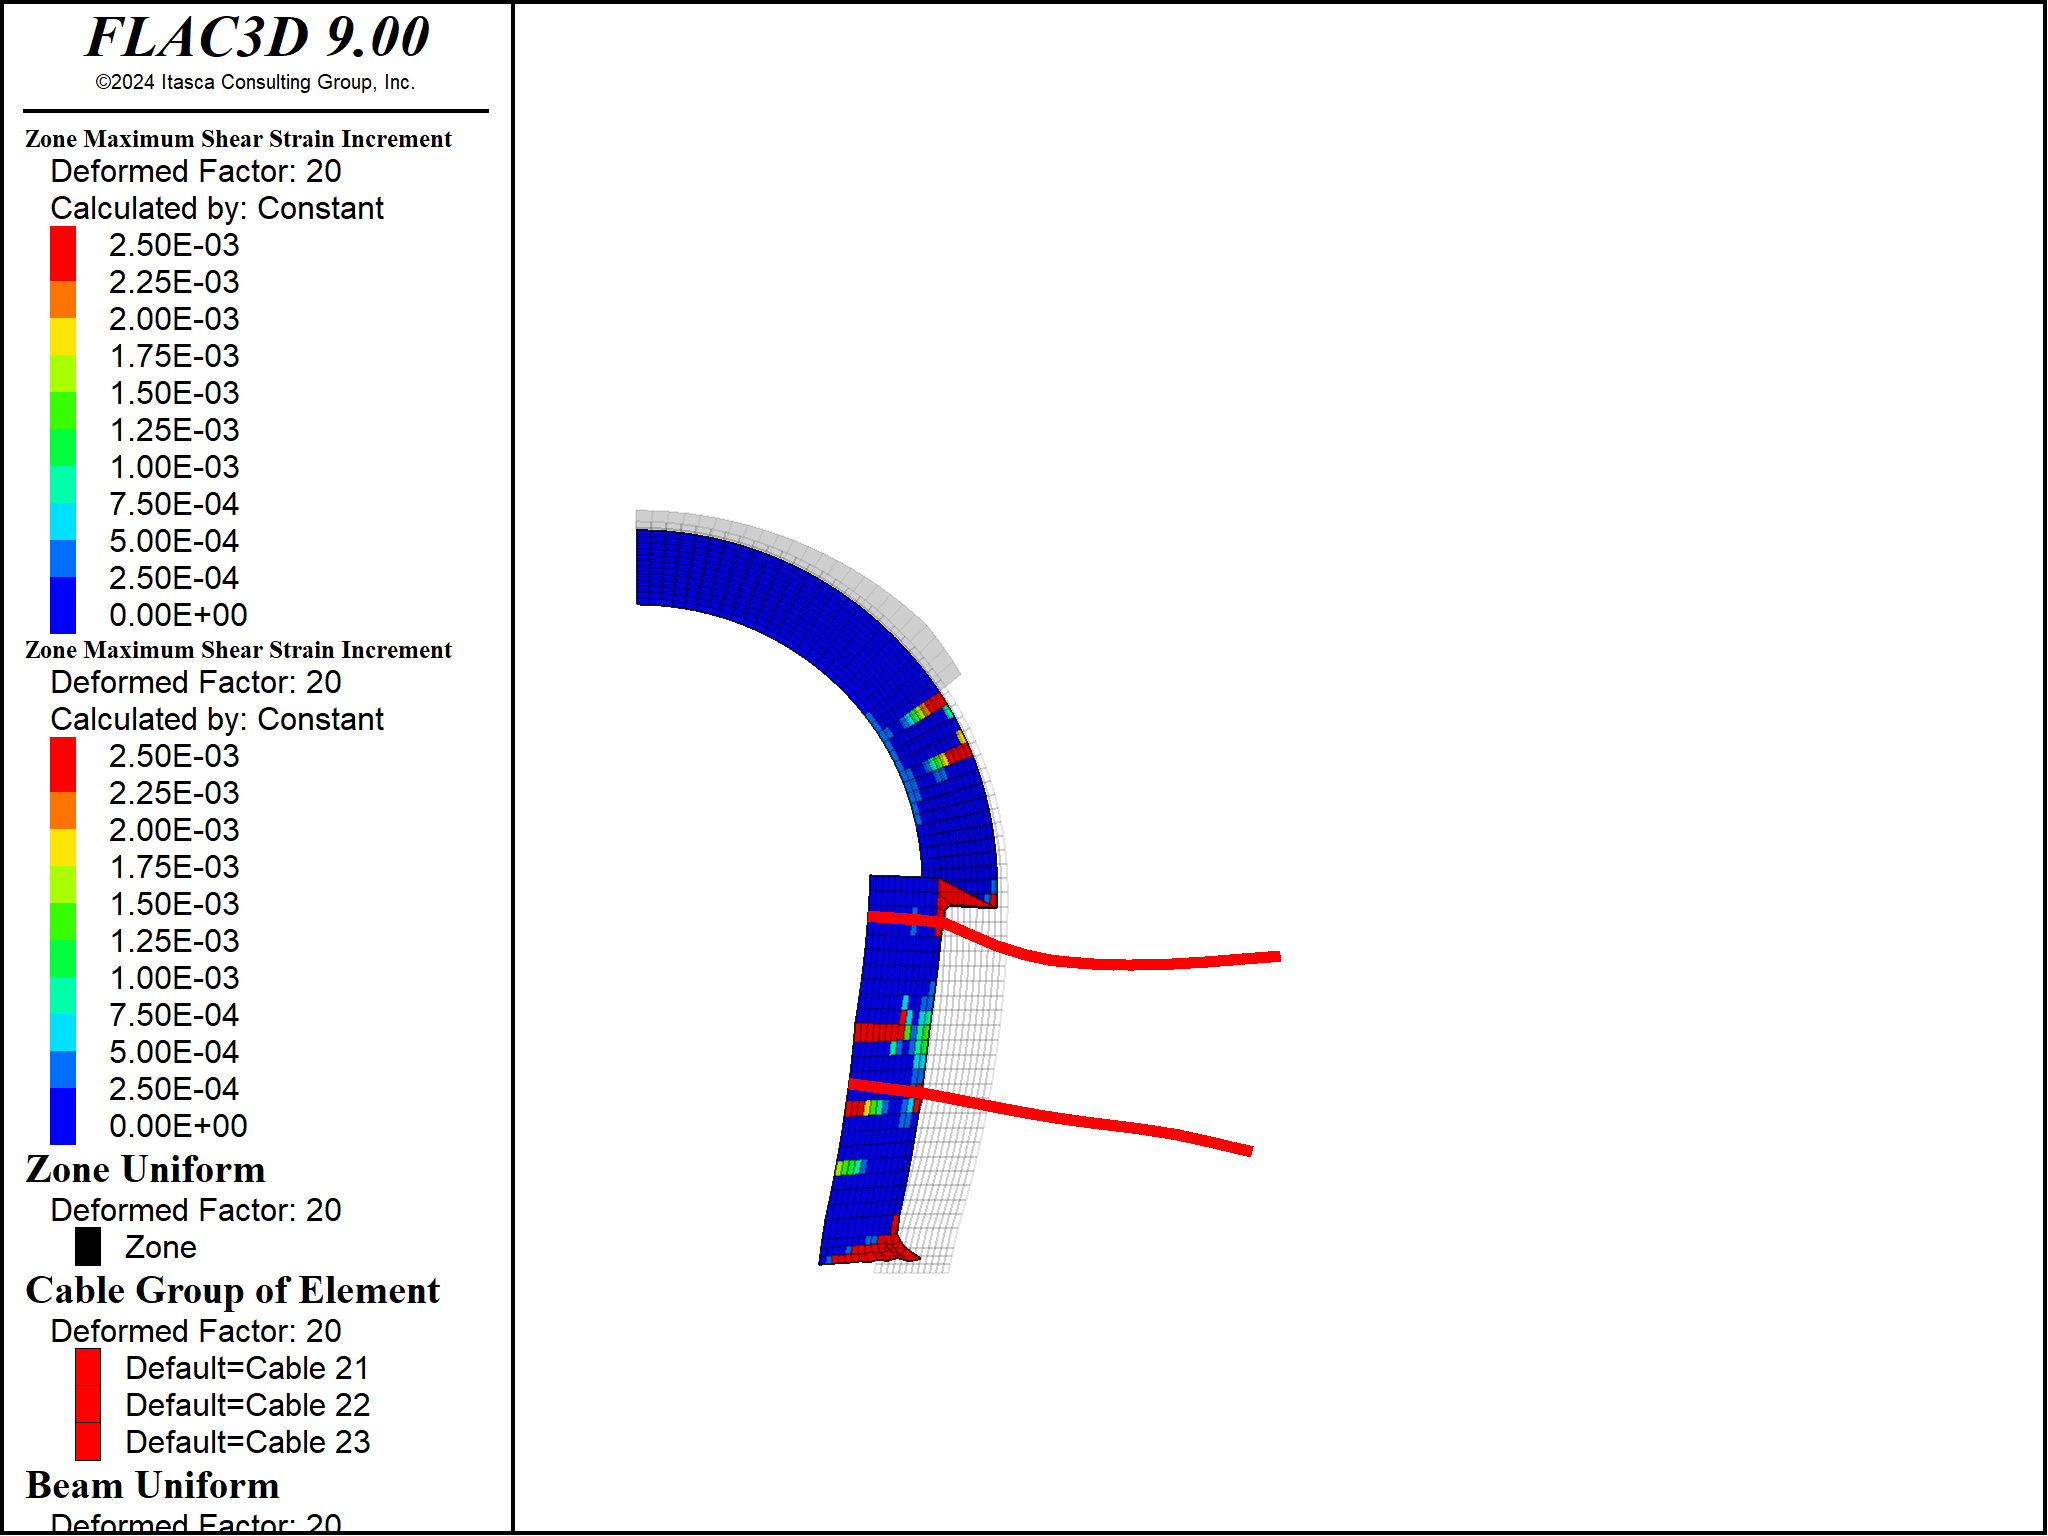 FLAC3D 9.00
©2024 Itasca Consulting Group, Inc.
Zone Maximum Shear Strain Increment
Deformed Factor: 20
Calculated by: Constant
2.50E-03
2.25E-03
2.00E-03
1.75E-03
1.50E-03
1.25E-03
1.00E-03
7.50E-04
5.00E-04
2.50E-04
0.00E+00
Zone Maximum Shear Strain Increment
Deformed Factor: 20
Calculated by: Constant
2.50E-03
2.25E-03
2.00E-03
1.75E-03
1.50E-03
1.25E-03
1.00E-03
7.50E-04
5.00E-04
2.50E-04
0.00E+00
Zone Uniform
Deformed Factor: 20
Zone
Cable Group of Element
Deformed Factor: 20
Default=Cable 21
Default=Cable 22
Default=Cable 23
Beam Uniform
Deformed Factor: 20